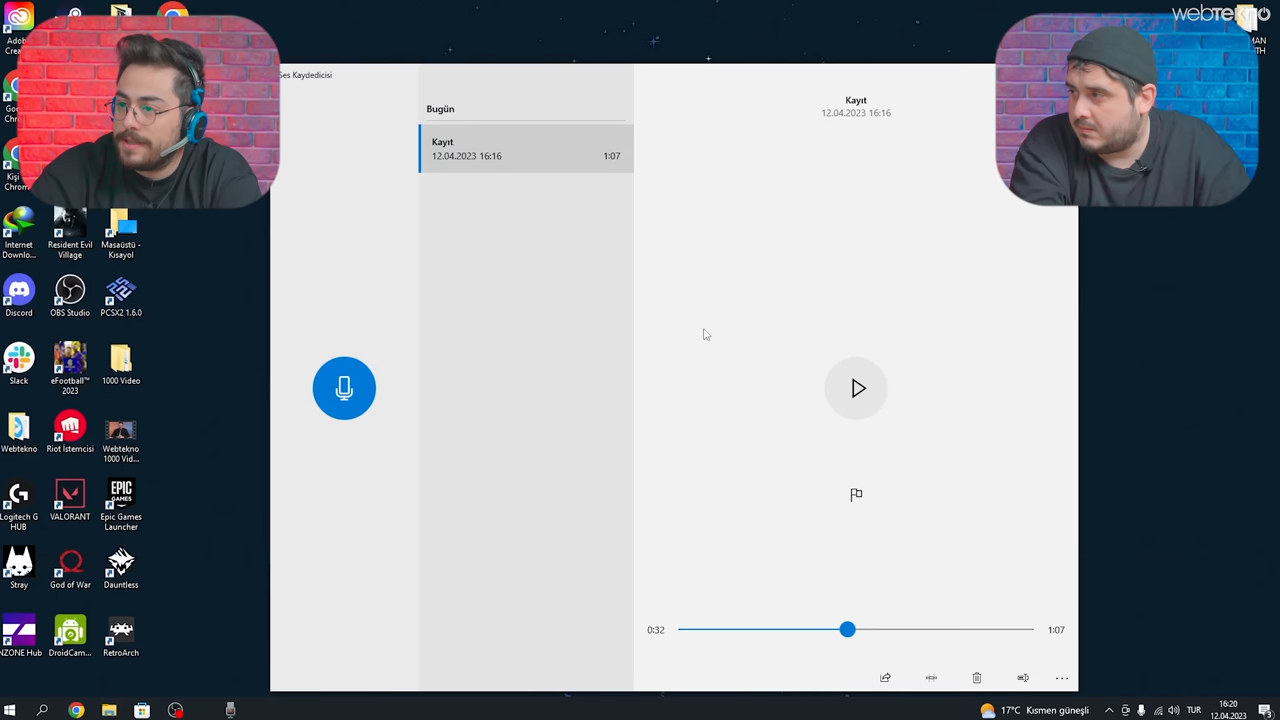 webtekno
Ses Kaydedicisi
Bugün
Kayıt
12.04.2023 16:16
1:07
Kayıt
12.04.2023 16:16
0:32
1:07
Internet
Downlo...
Resident Evil
Village
Masaüstü -
Kısayol
Discord
OBS Studio
PCSX2 1.6.0
Slack
eFootball™
2023
1000 Video
Webtekno
Riot İstemcisi
Webtekno
1000 Vid...
Logitech G
HUB
VALORANT
EPIC
GAMES
Epic Games
Launcher
Stray
God of War
Dauntless
INZONE Hub
DroidCam...
RetroArch
17°C Kısmen güneşli
TUR
16:20
12.04.2023